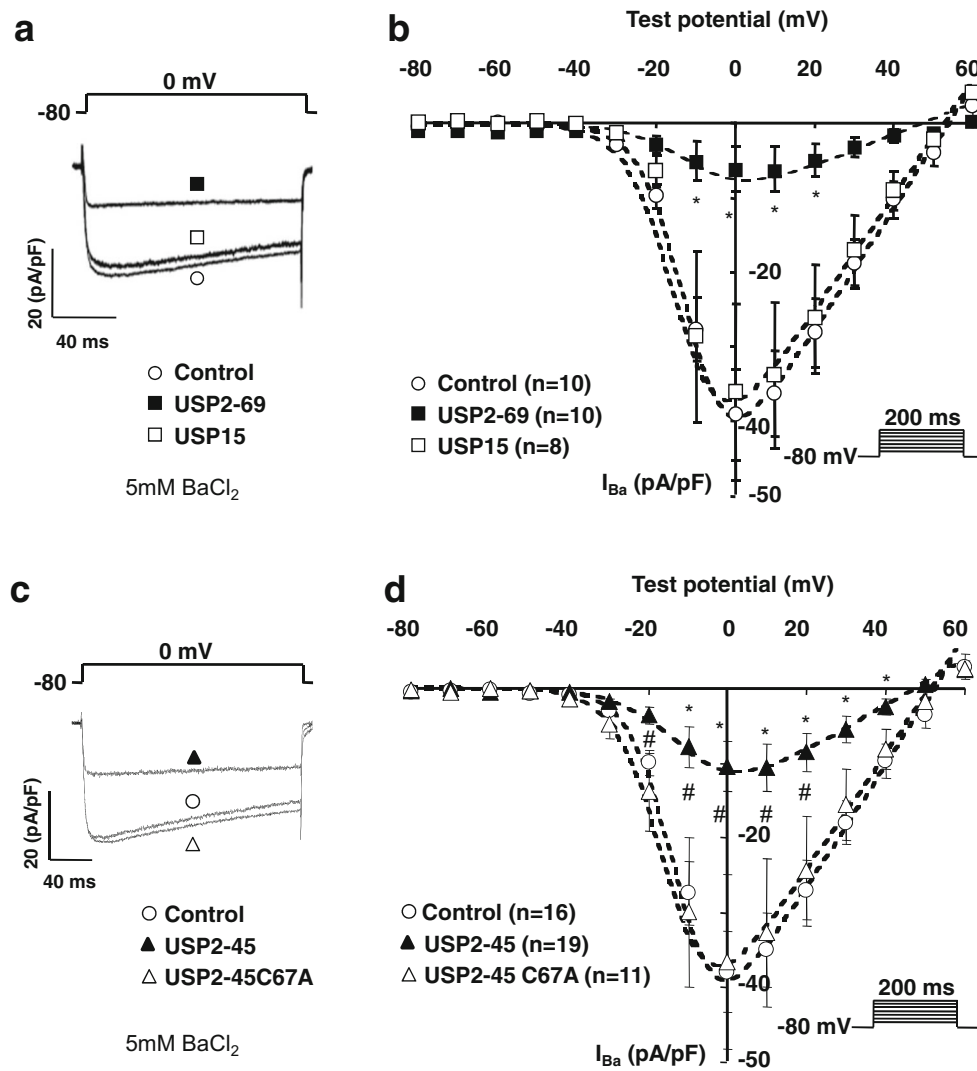 a
0 mV
-80
20 (pA/pF)
40 ms
Control
USP2-69
USP15
5mM BaCl2
b
Test potential (mV)
-80 -60 -40 -20 0 20 40 60
* * * *
-20
-40
-50
Control (n=10)
USP2-69 (n=10)
USP15 (n=8)
IBa (pA/pF)
200 ms
-80 mV
c
0 mV
-80
20 (pA/pF)
40 ms
Control
USP2-45
USP2-45C67A
5mM BaCl2
d
Test potential (mV)
-80 -60 -40 -20 0 20 40 60
* * * * * *
# # # # #
-20
-40
-50
Control (n=16)
USP2-45 (n=19)
USP2-45 C67A (n=11)
IBa (pA/pF)
200 ms
-80 mV